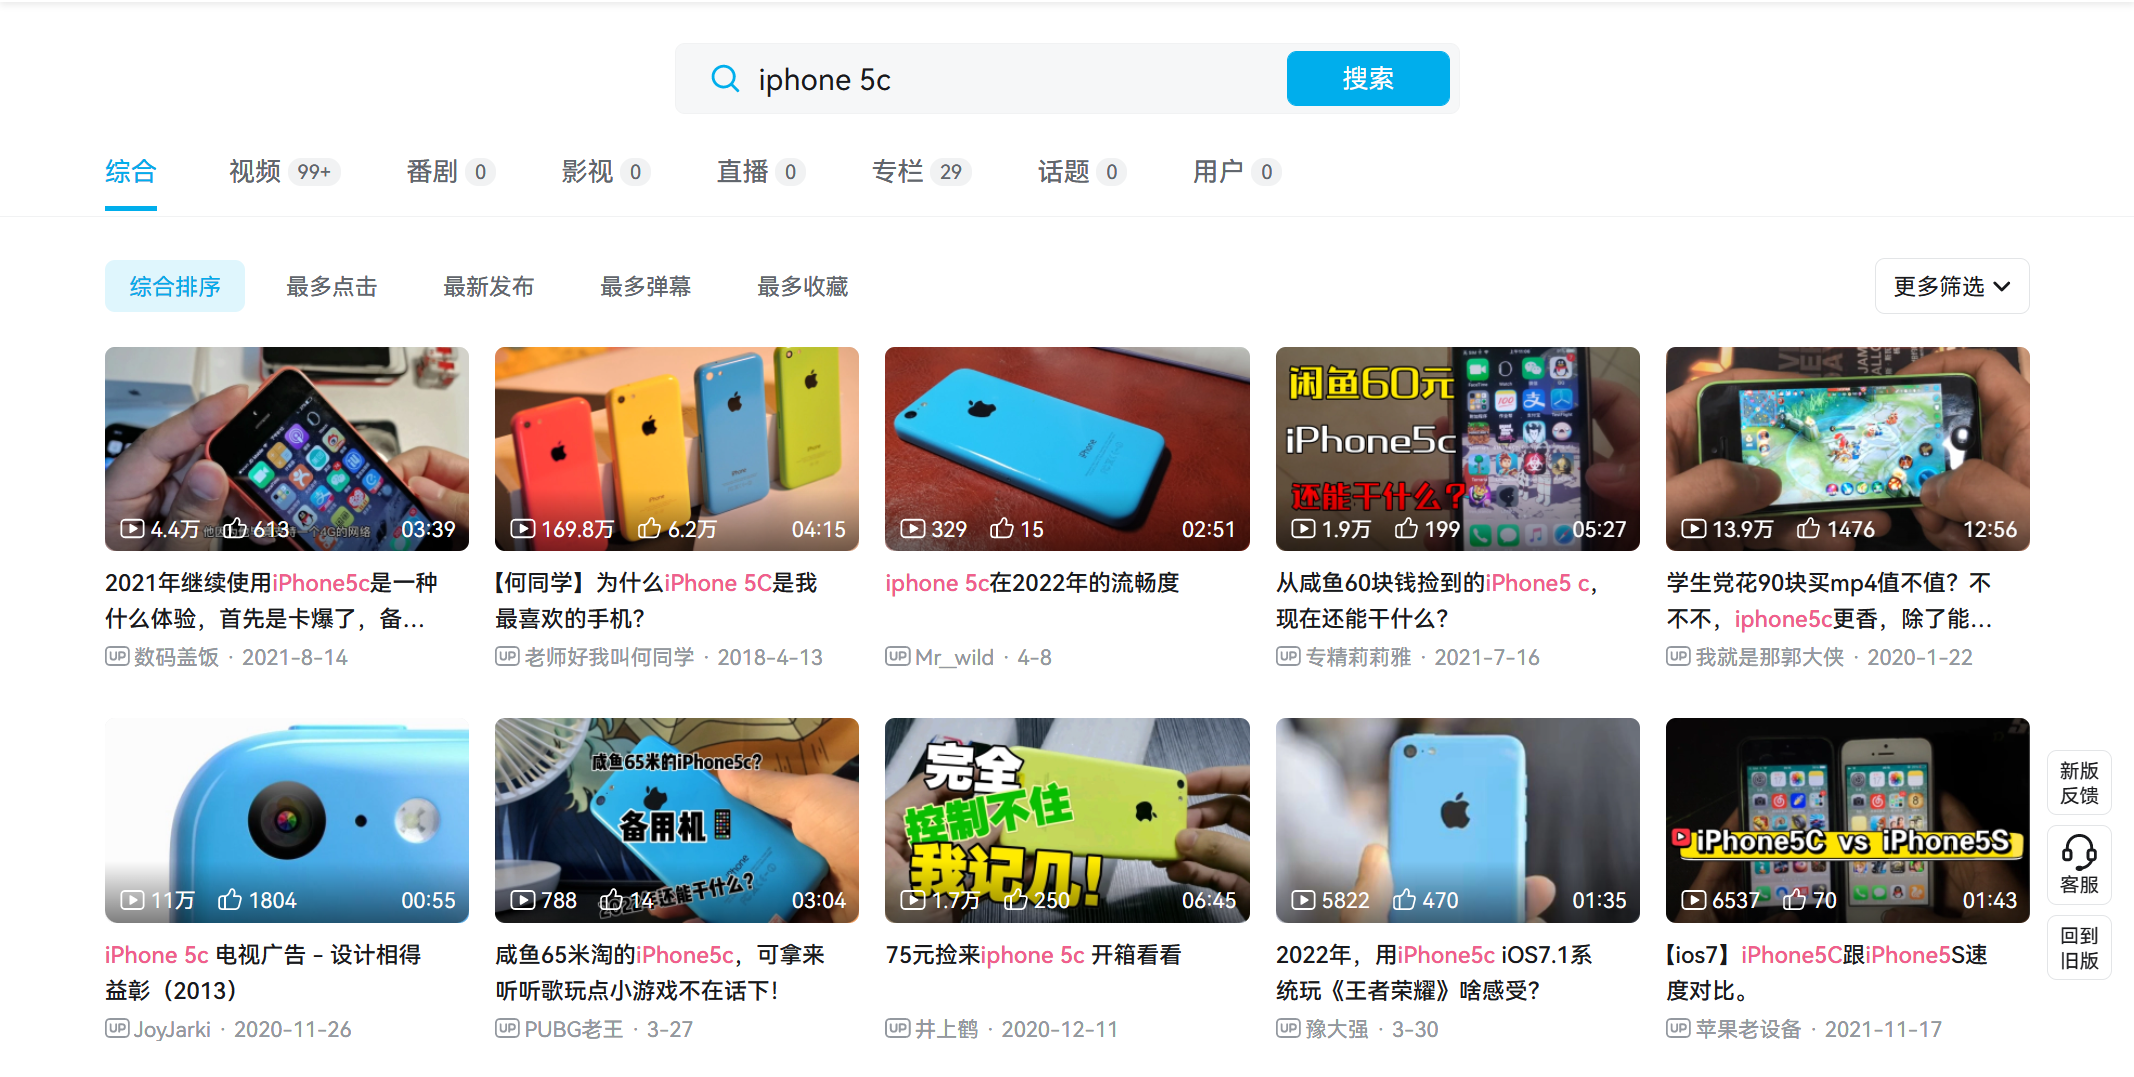 iphone 5c
搜索
综合
视频 99+
番剧 0
影视 0
直播 0
专栏 29
话题 0
用户 0
综合排序
最多点击
最新发布
最多弹幕
最多收藏
更多筛选
他因为他
一个4G的网络
4.4万 613 03:39
2021年继续使用iPhone5c是一种
什么体验，首先是卡爆了，备...
UP 数码盖饭 · 2021-8-14
169.8万 6.2万 04:15
【何同学】为什么iPhone 5C是我
最喜欢的手机？
UP 老师好我叫何同学 · 2018-4-13
iPhone
329 15 02:51
iphone 5c在2022年的流畅度
UP Mr_wild · 4-8
闲鱼60元
iPhone5c
还能干什么？
1.9万 199 05:27
从咸鱼60块钱捡到的iPhone5 c，
现在还能干什么？
UP 专精莉莉雅 · 2021-7-16
13.9万 1476 12:56
学生党花90块买mp4值不值？不
不不，iphone5c更香，除了能...
UP 我就是那郭大侠 · 2020-1-22
11万 1804 00:55
iPhone 5c 电视广告 - 设计相得
益彰（2013）
UP JoyJarki · 2020-11-26
咸鱼65米的iPhone5c?
备用机
iPhone
2022年还能干什么？
788 14 03:04
咸鱼65米淘的iPhone5c，可拿来
听听歌玩点小游戏不在话下！
UP PUBG老王 · 3-27
完全
控制不住
我记几！
1.7万 250 06:45
75元捡来iphone 5c 开箱看看
UP 井上鹤 · 2020-12-11
5822 470 01:35
2022年，用iPhone5c iOS7.1系
统玩《王者荣耀》啥感受？
UP 豫大强 · 3-30
iPhone5C vs iPhone5S
6537 70 01:43
【ios7】iPhone5C跟iPhone5S速
度对比。
UP 苹果老设备 · 2021-11-17
新版
反馈
客服
回到
旧版